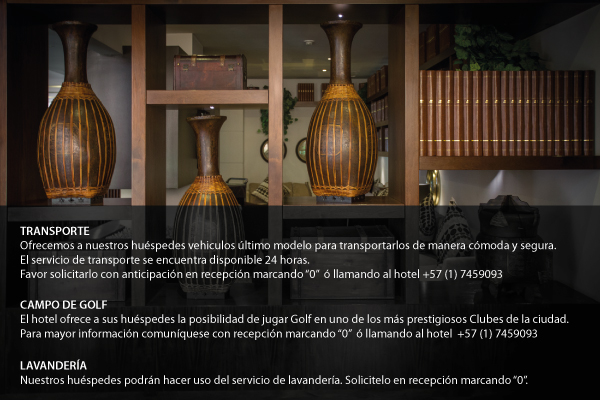 TRANSPORTE
Ofrecemos a nuestros huéspedes vehiculos último modelo para transportarlos de manera cómoda y segura.
El servicio de transporte se encuentra disponible 24 horas.
Favor solicitarlo con anticipación en recepción marcando "0" ó llamando al hotel +57 (1) 7459093
CAMPO DE GOLF
El hotel ofrece a sus huéspedes la posibilidad de jugar Golf en uno de los más prestigiosos Clubes de la ciudad.
Para mayor información comuníquese con recepción marcando "0" ó llamando al hotel +57 (1) 7459093
LAVANDERÍA
Nuestros huéspedes podrán hacer uso del servicio de lavandería. Solicitelo en recepción marcando "0".